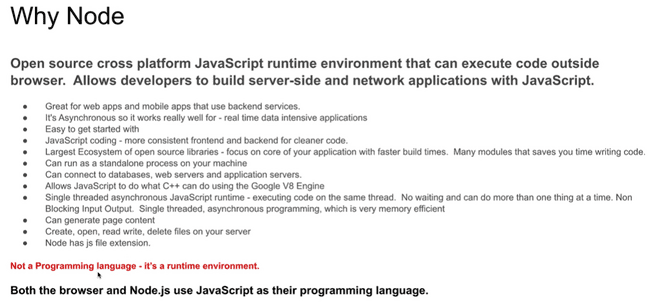 Why Node
Open source cross platform JavaScript runtime environment that can execute code outside
browser.  Allows developers to build server-side and network applications with JavaScript.
● Great for web apps and mobile apps that use backend services.
● It's Asynchronous so it works really well for - real time data intensive applications
● Easy to get started with
● JavaScript coding - more consistent frontend and backend for cleaner code.
● Largest Ecosystem of open source libraries - focus on core of your application with faster build times.  Many modules that saves you time writing code.
● Can run as a standalone process on your machine
● Can connect to databases, web servers and application servers.
● Allows JavaScript to do what C++ can do using the Google V8 Engine
● Single threaded asynchronous JavaScript runtime - executing code on the same thread.  No waiting and can do more than one thing at a time. Non
Blocking Input Output.  Single threaded, asynchronous programming, which is very memory efficient
● Can generate page content
● Create, open, read write, delete files on your server
● Node has js file extension.
Not a Programming language - it's a runtime environment.
Both the browser and Node.js use JavaScript as their programming language.